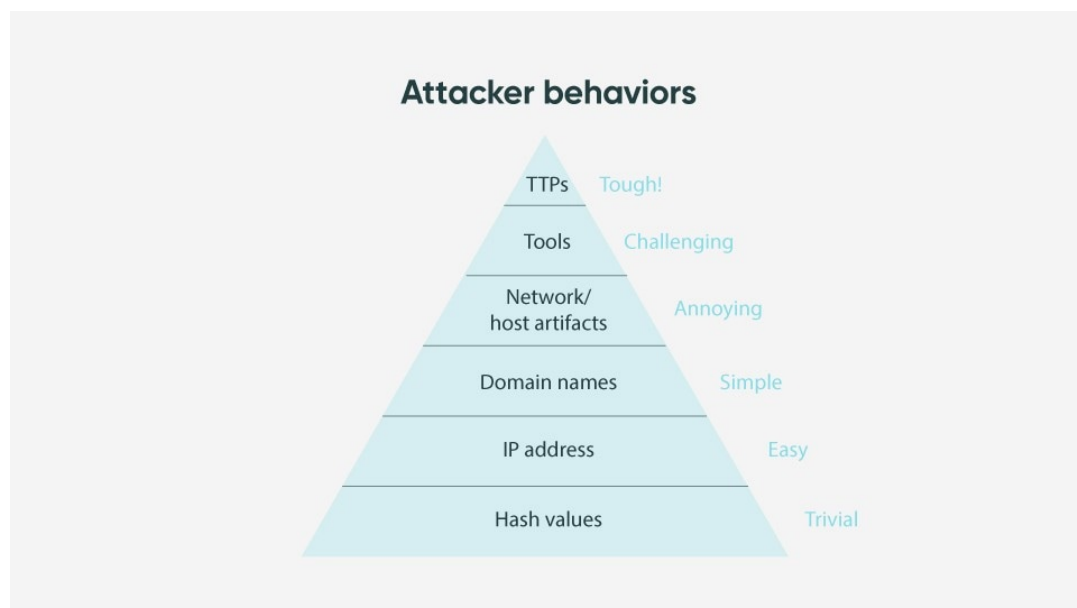 Attacker behaviors
TTPs Tough!
Tools Challenging
Network/
host artifacts Annoying
Domain names Simple
IP address Easy
Hash values Trivial